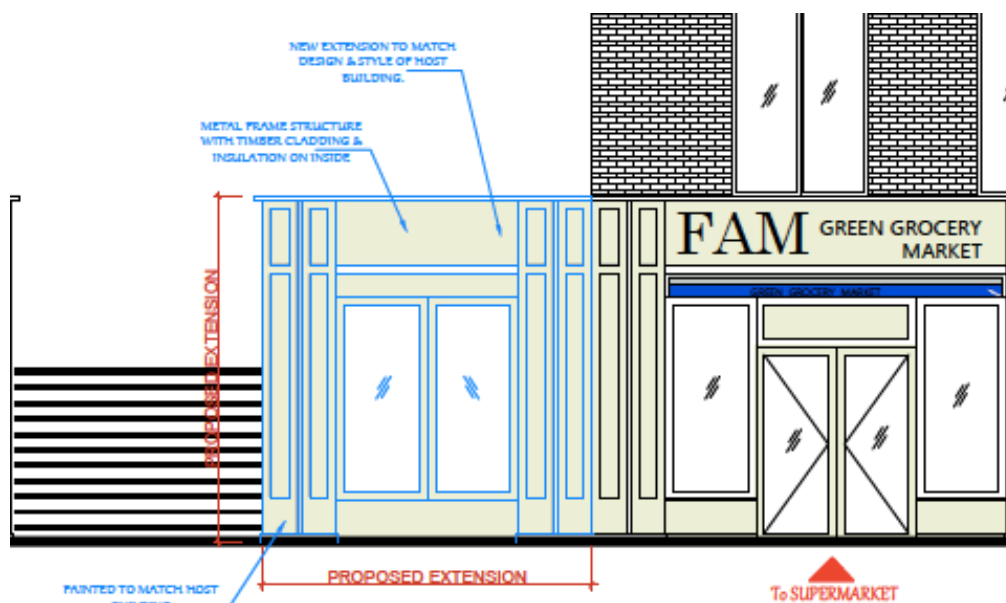 NEW EXTENSION TO MATCH
DESIGN & STYLE OF HOST
BUILDING.
METAL FRAME STRUCTURE
WITH TIMBER CLADDING &
INSULATION ON INSIDE
FAM
GREEN GROCERY
MARKET
GREEN GROCERY MARKET
PROPOSED EXTENSION
PROPOSED EXTENSION
PAINTED TO MATCH HOST
To SUPERMARKET